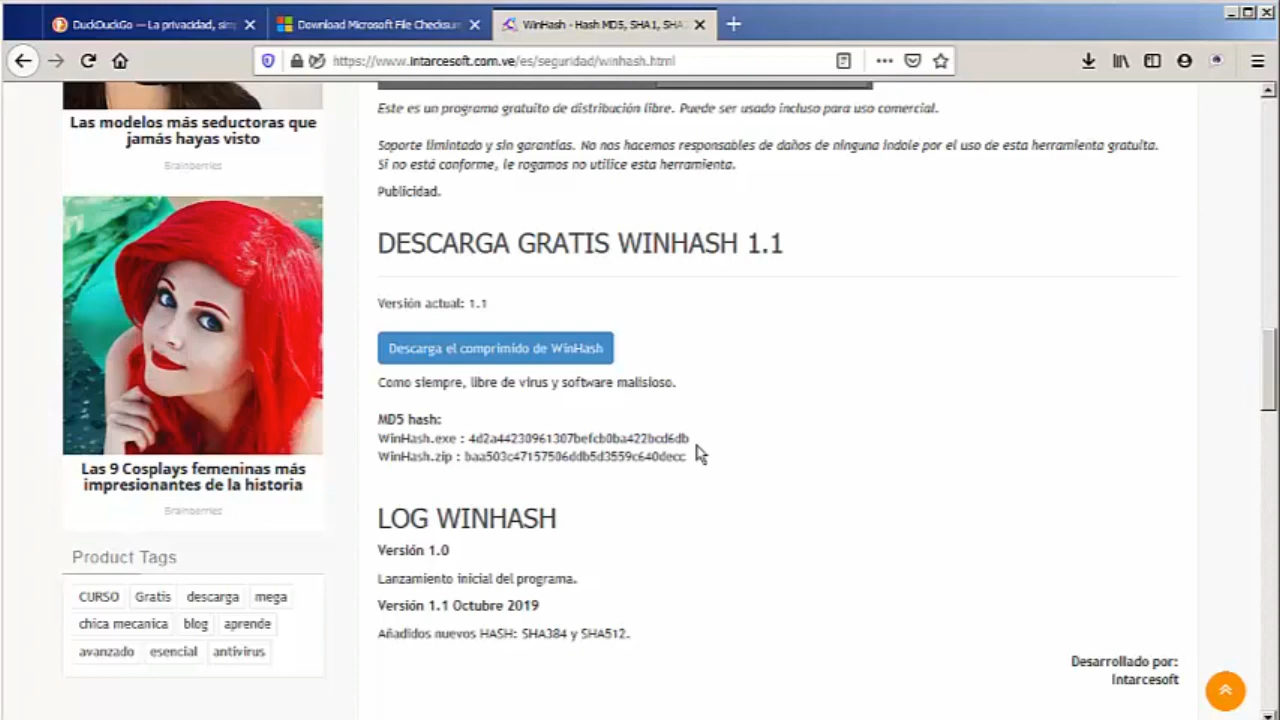 DuckDuckGo — La privacidad, sim
Download Microsoft File Checksum
WinHash - Hash MD5, SHA1, SHA
https://www.intarcesoft.com.ve/es/seguridad/winhash.html
Las modelos más seductoras que
jamás hayas visto
Brainberries
Las 9 Cosplays femeninas más
impresionantes de la historia
Brainberries
Product Tags
CURSO Gratis descarga mega
chica mecanica blog aprende
avanzado esencial antivirus
Este es un programa gratuito de distribución libre. Puede ser usado incluso para uso comercial.
Soporte limintado y sin garantías. No nos hacemos responsables de daños de ninguna índole por el uso de esta herramienta gratuita.
Si no está conforme, le rogamos no utilice esta herramienta.
Publicidad.
DESCARGA GRATIS WINHASH 1.1
Versión actual: 1.1
Descarga el comprimido de WinHash
Como siempre, libre de virus y software malisioso.
MD5 hash:
WinHash.exe : 4d2a44230961307befcb0ba422bcd6db
WinHash.zip : baa503c47157506ddb5d3559c640decc
LOG WINHASH
Versión 1.0
Lanzamiento inicial del programa.
Versión 1.1 Octubre 2019
Añadidos nuevos HASH: SHA384 y SHA512.
Desarrollado por:
Intarcesoft